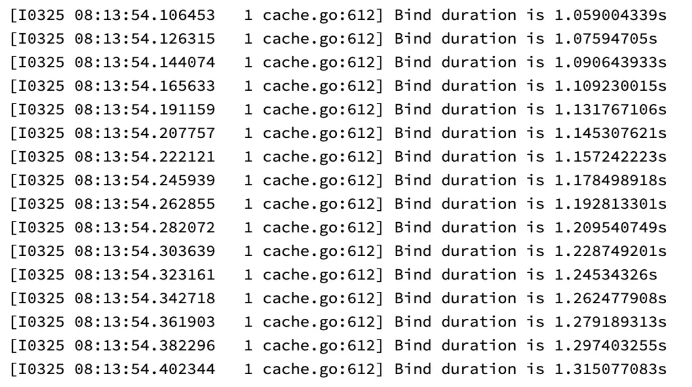 [I0325 08:13:54.106453   1 cache.go:612] Bind duration is 1.059004339s
[I0325 08:13:54.126315   1 cache.go:612] Bind duration is 1.07594705s
[I0325 08:13:54.144074   1 cache.go:612] Bind duration is 1.090643933s
[I0325 08:13:54.165633   1 cache.go:612] Bind duration is 1.109230015s
[I0325 08:13:54.191159   1 cache.go:612] Bind duration is 1.131767106s
[I0325 08:13:54.207757   1 cache.go:612] Bind duration is 1.145307621s
[I0325 08:13:54.222121   1 cache.go:612] Bind duration is 1.157242223s
[I0325 08:13:54.245939   1 cache.go:612] Bind duration is 1.178498918s
[I0325 08:13:54.262855   1 cache.go:612] Bind duration is 1.192813301s
[I0325 08:13:54.282072   1 cache.go:612] Bind duration is 1.209540749s
[I0325 08:13:54.303639   1 cache.go:612] Bind duration is 1.228749201s
[I0325 08:13:54.323161   1 cache.go:612] Bind duration is 1.24534326s
[I0325 08:13:54.342718   1 cache.go:612] Bind duration is 1.262477908s
[I0325 08:13:54.361903   1 cache.go:612] Bind duration is 1.279189313s
[I0325 08:13:54.382296   1 cache.go:612] Bind duration is 1.297403255s
[I0325 08:13:54.402344   1 cache.go:612] Bind duration is 1.315077083s